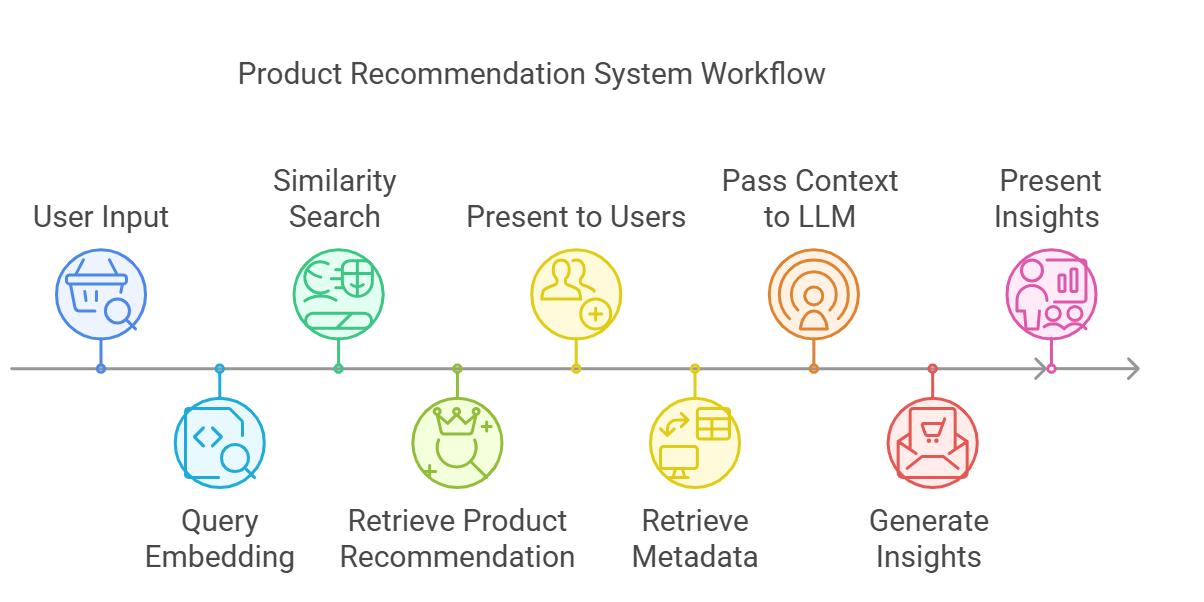 Product Recommendation System Workflow
User Input
Query
Embedding
Similarity
Search
Retrieve Product
Recommendation
Present to Users
Retrieve
Metadata
Pass Context
to LLM
Generate
Insights
Present
Insights